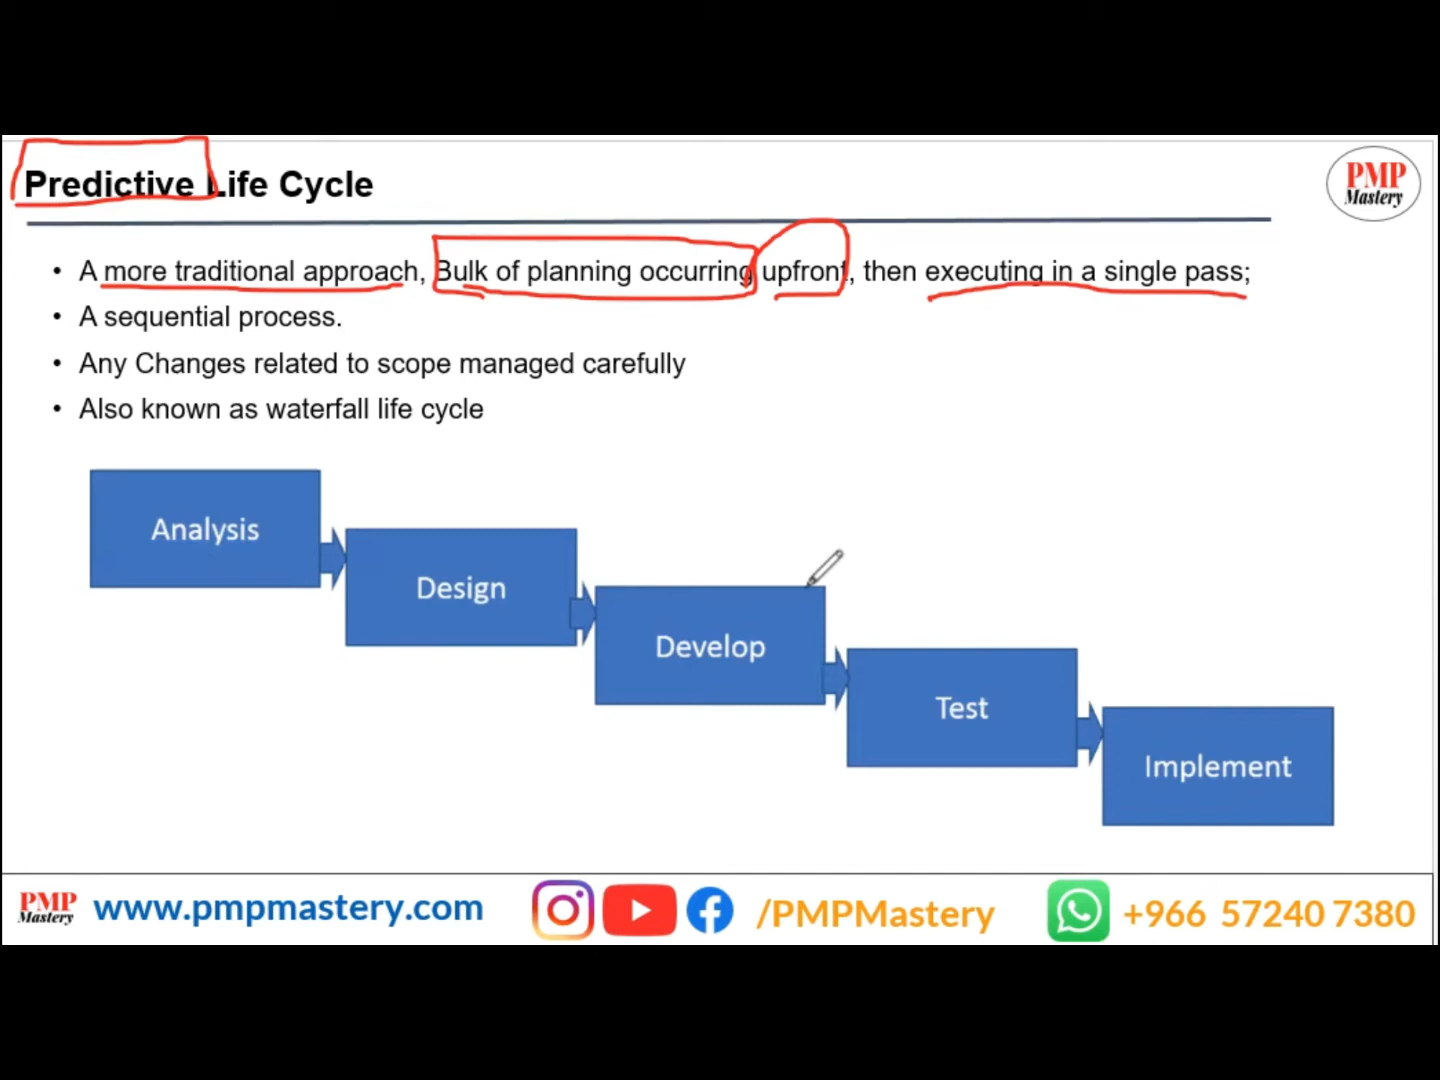 Predictive Life Cycle
PMP
Mastery
• A more traditional approach, Bulk of planning occurring upfront, then executing in a single pass;
• A sequential process.
• Any Changes related to scope managed carefully
• Also known as waterfall life cycle
Analysis
Design
Develop
Test
Implement
PMP
Mastery
www.pmpmastery.com
/PMPMastery
+966 57240 7380